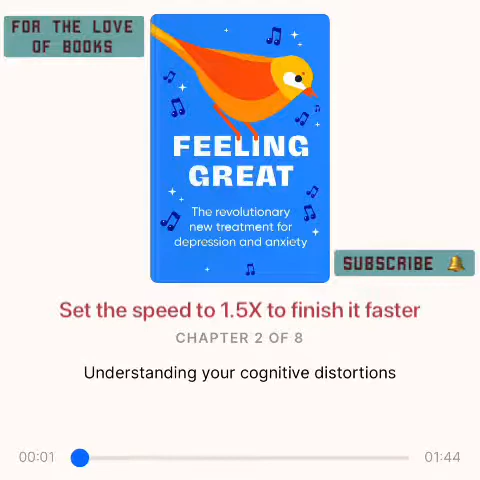 FOR THE LOVE
OF BOOKS
FEELING
GREAT
The revolutionary
new treatment for
depression and anxiety
SUBSCRIBE 🔔
Set the speed to 1.5X to finish it faster
CHAPTER 2 OF 8
Understanding your cognitive distortions
00:01
01:44